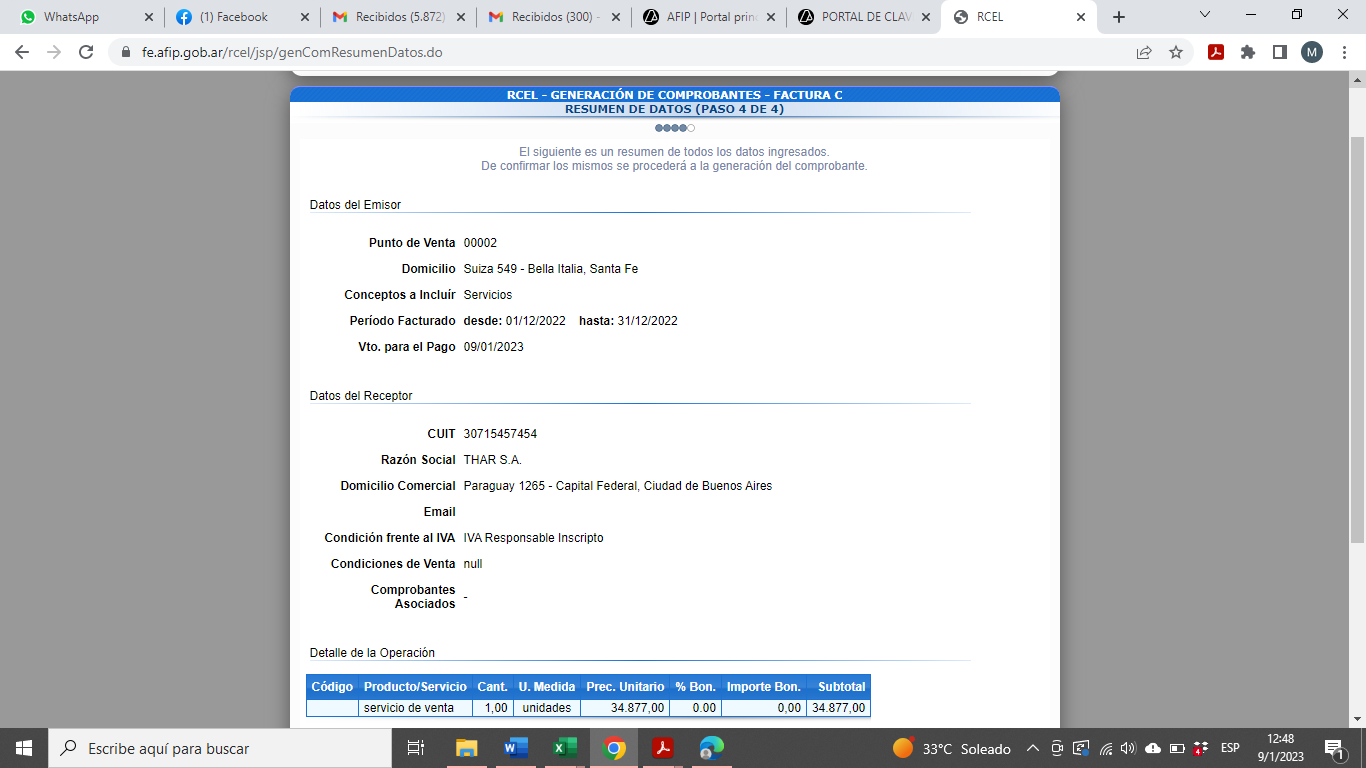 WhatsApp
(1) Facebook
Recibidos (5.872)
Recibidos (300) -
AFIP | Portal princ
PORTAL DE CLAV
RCEL
fe.afip.gob.ar/rcel/jsp/genComResumenDatos.do
M
RCEL - GENERACIÓN DE COMPROBANTES - FACTURA C
RESUMEN DE DATOS (PASO 4 DE 4)
El siguiente es un resumen de todos los datos ingresados.
De confirmar los mismos se procederá a la generación del comprobante.
Datos del Emisor
Punto de Venta 00002
Domicilio Suiza 549 - Bella Italia, Santa Fe
Conceptos a Incluír Servicios
Período Facturado desde: 01/12/2022 hasta: 31/12/2022
Vto. para el Pago 09/01/2023
Datos del Receptor
CUIT 30715457454
Razón Social THAR S.A.
Domicilio Comercial Paraguay 1265 - Capital Federal, Ciudad de Buenos Aires
Email
Condición frente al IVA IVA Responsable Inscripto
Condiciones de Venta null
Comprobantes
Asociados -
Detalle de la Operación
Código Producto/Servicio Cant. U. Medida Prec. Unitario % Bon. Importe Bon. Subtotal
servicio de venta 1,00 unidades 34.877,00 0.00 0,00 34.877,00
Escribe aquí para buscar
33°C Soleado
4
ESP
12:48
9/1/2023
1